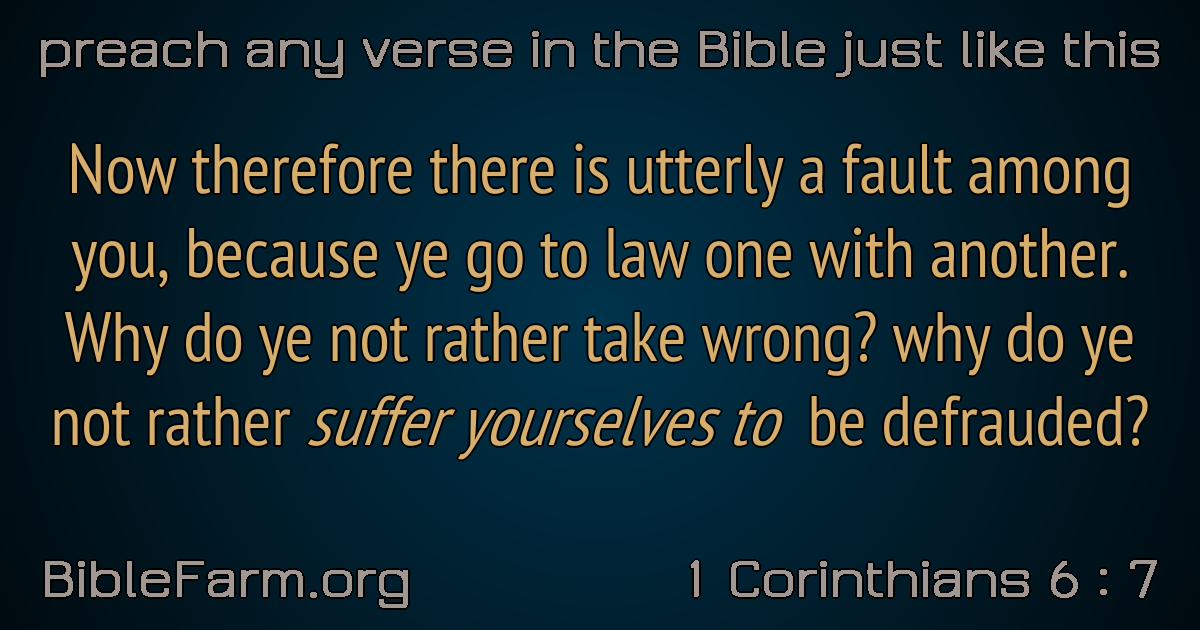 preach any verse in the Bible just like this
Now therefore there is utterly a fault among
you, because ye go to law one with another.
Why do ye not rather take wrong? why do ye
not rather suffer yourselves to be defrauded?
BibleFarm.org
1 Corinthians 6 : 7